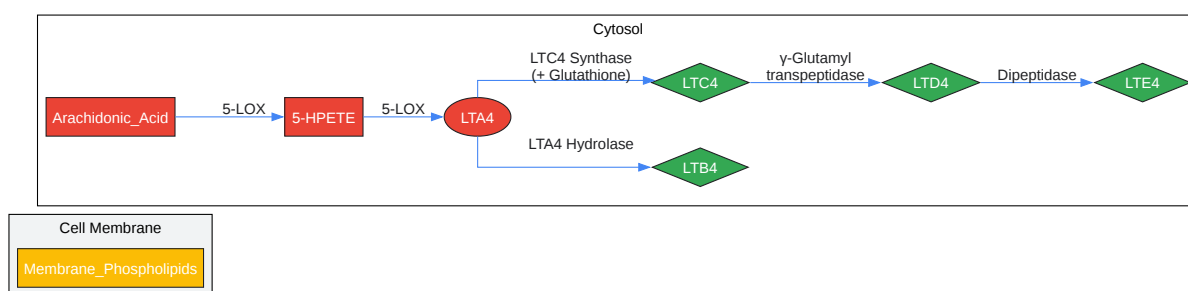 Cytosol
LTC4 Synthase
(+ Glutathione)
γ-Glutamyl
transpeptidase
Dipeptidase
LTC4
LTD4
LTE4
Arachidonic_Acid
5-LOX
5-HPETE
5-LOX
LTA4
LTA4 Hydrolase
LTB4
Cell Membrane
Membrane_Phospholipids